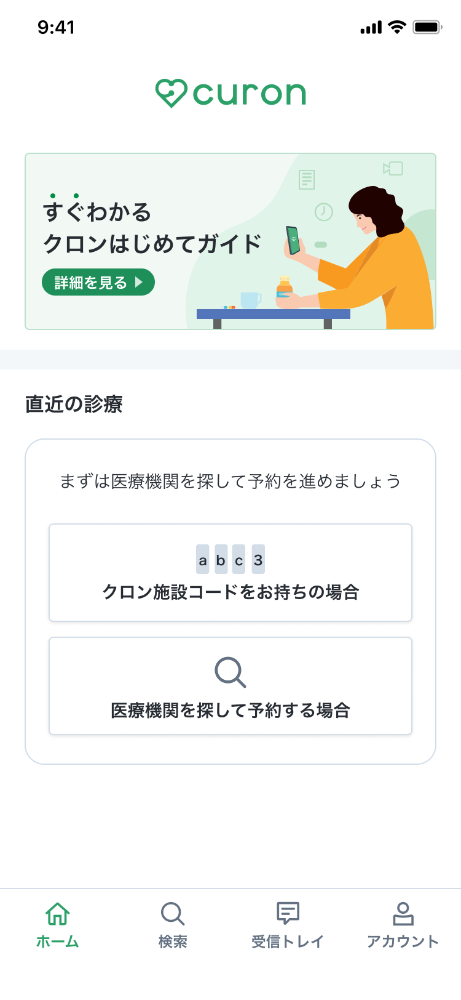 9:41
curon
すぐわかる
クロンはじめてガイド
詳細を見る
直近の診療
まずは医療機関を探して予約を進めましょう
a b c 3
クロン施設コードをお持ちの場合
医療機関を探して予約する場合
ホーム 検索 受信トレイ アカウント